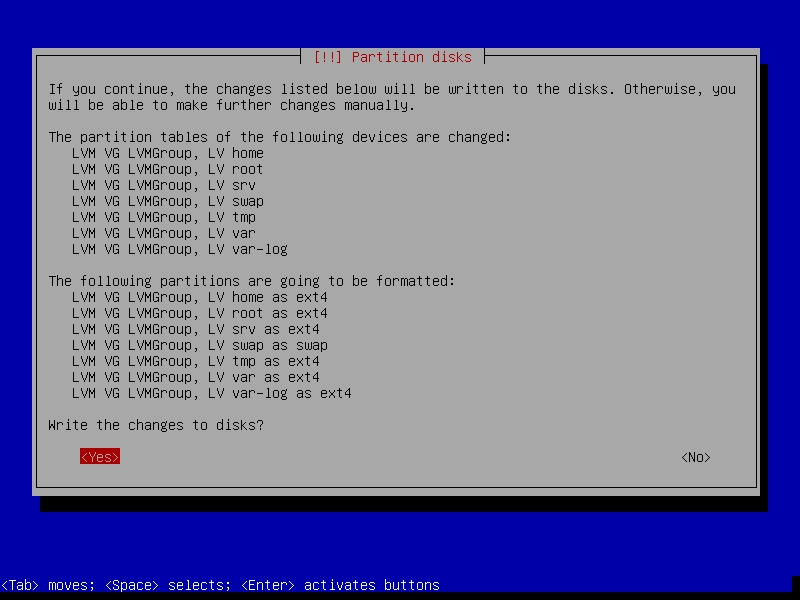 [!!] Partition disks
If you continue, the changes listed below will be written to the disks. Otherwise, you
will be able to make further changes manually.
The partition tables of the following devices are changed:
LVM VG LVMGroup, LV home
LVM VG LVMGroup, LV root
LVM VG LVMGroup, LV srv
LVM VG LVMGroup, LV swap
LVM VG LVMGroup, LV tmp
LVM VG LVMGroup, LV var
LVM VG LVMGroup, LV var-log
The following partitions are going to be formatted:
LVM VG LVMGroup, LV home as ext4
LVM VG LVMGroup, LV root as ext4
LVM VG LVMGroup, LV srv as ext4
LVM VG LVMGroup, LV swap as swap
LVM VG LVMGroup, LV tmp as ext4
LVM VG LVMGroup, LV var as ext4
LVM VG LVMGroup, LV var-log as ext4
Write the changes to disks?
<Yes> <No>
<Tab> moves; <Space> selects; <Enter> activates buttons